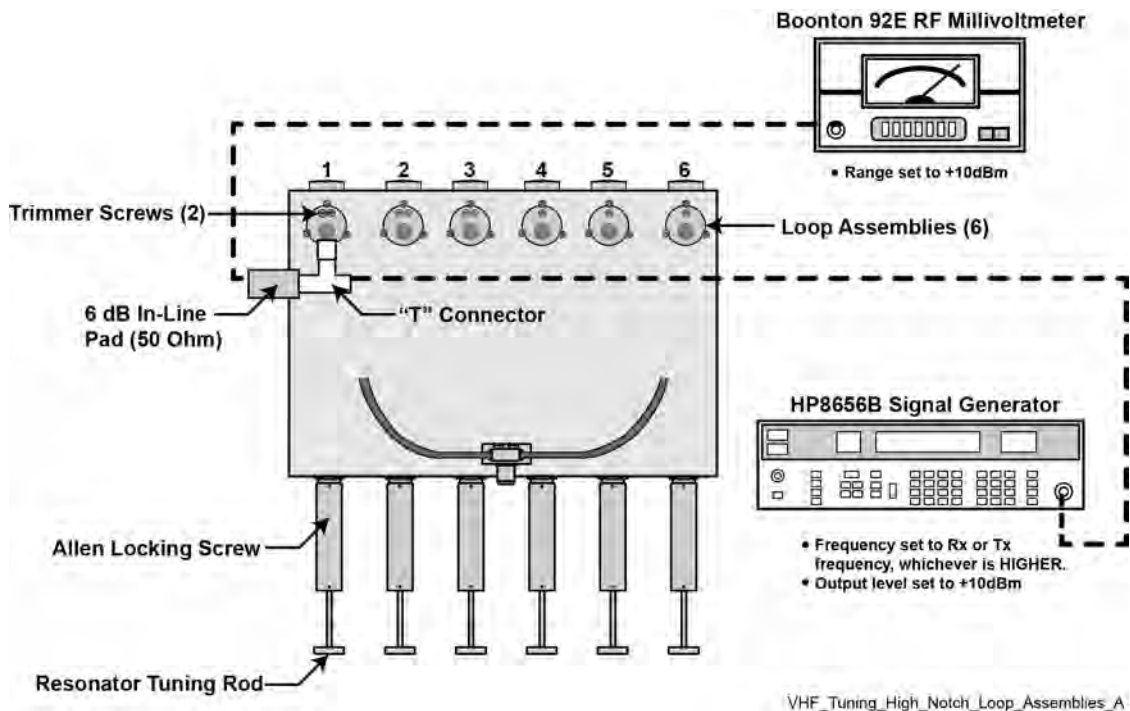 Boonton 92E RF Millivoltmeter
• Range set to +10dBm
1 2 3 4 5 6
Trimmer Screws (2)
Loop Assemblies (6)
6 dB In-Line
Pad (50 Ohm)
“T” Connector
HP8656B Signal Generator
• Frequency set to Rx or Tx
frequency, whichever is HIGHER.
• Output level set to +10dBm
Allen Locking Screw
Resonator Tuning Rod
VHF_Tuning_High_Notch_Loop_Assemblies_A